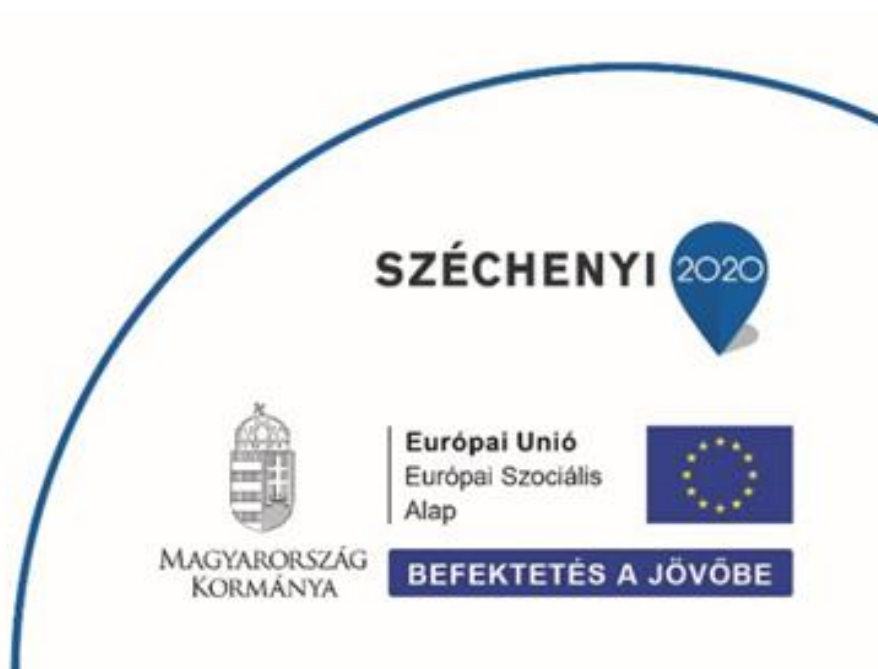 SZÉCHENYI 2020
Európai Unió
Európai Szociális
Alap
MAGYARORSZÁG
KORMÁNYA
BEFEKTETÉS A JÖVŐBE